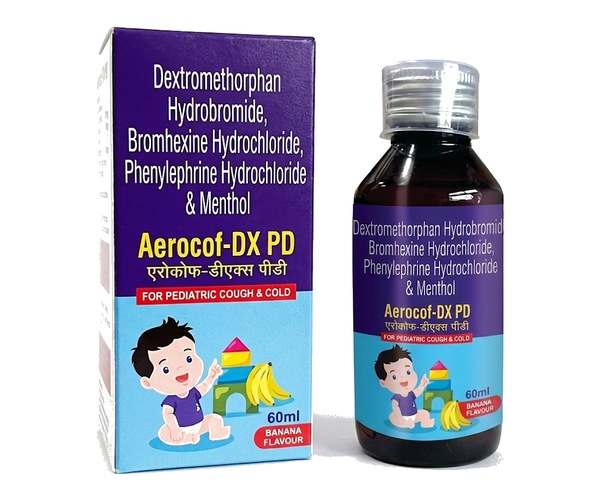 Dextromethorphan
Hydrobromide,
Bromhexine Hydrochloride,
Phenylephrine Hydrochloride
& Menthol
Aerocof-DX PD
एरोकोफ-डीएक्स पीडी
FOR PEDIATRIC COUGH & COLD
60ml
BANANA
FLAVOUR
Dextromethorphan Hydrobromid
Bromhexine Hydrochloride,
Phenylephrine Hydrochloride
& Menthol
Aerocof-DX PD
एरोकोफ-डीएक्स पीडी
FOR PEDIATRIC COUGH & COLD
60ml
BANANA
FLAVOUR